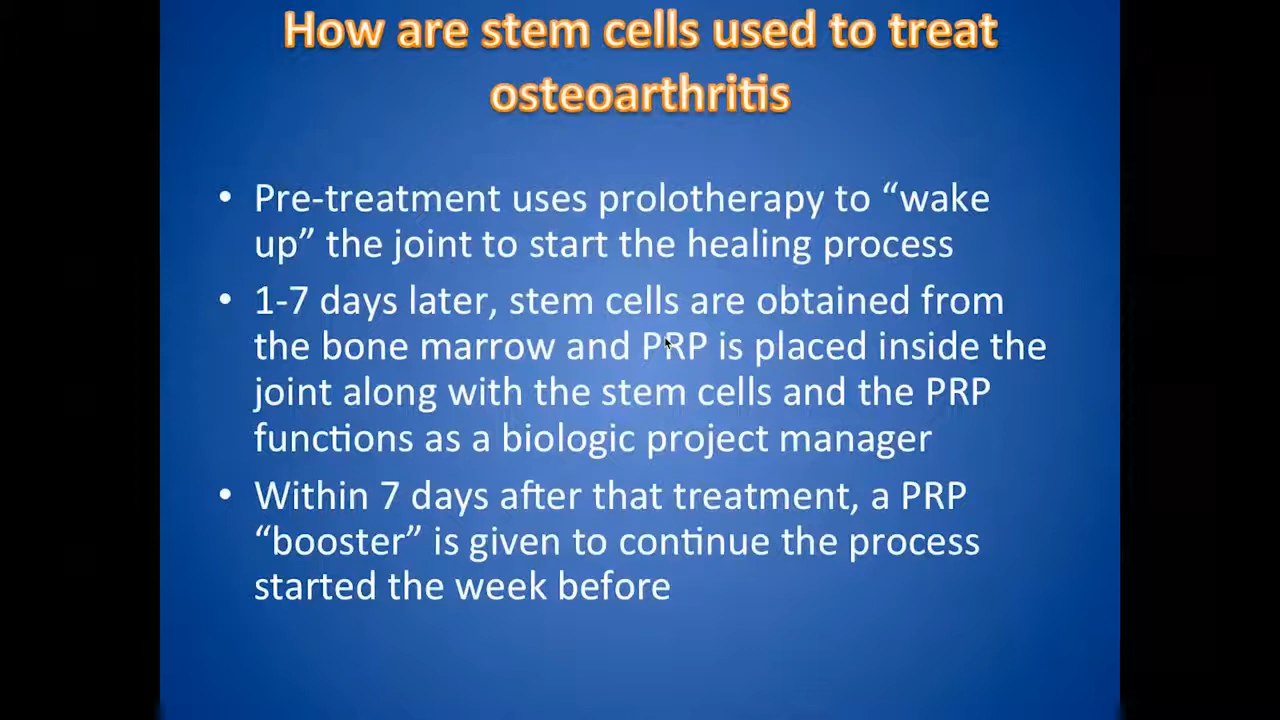 How are stem cells used to treat
osteoarthritis
• Pre-treatment uses prolotherapy to “wake
up” the joint to start the healing process
• 1-7 days later, stem cells are obtained from
the bone marrow and PRP is placed inside the
joint along with the stem cells and the PRP
functions as a biologic project manager
• Within 7 days after that treatment, a PRP
“booster” is given to continue the process
started the week before